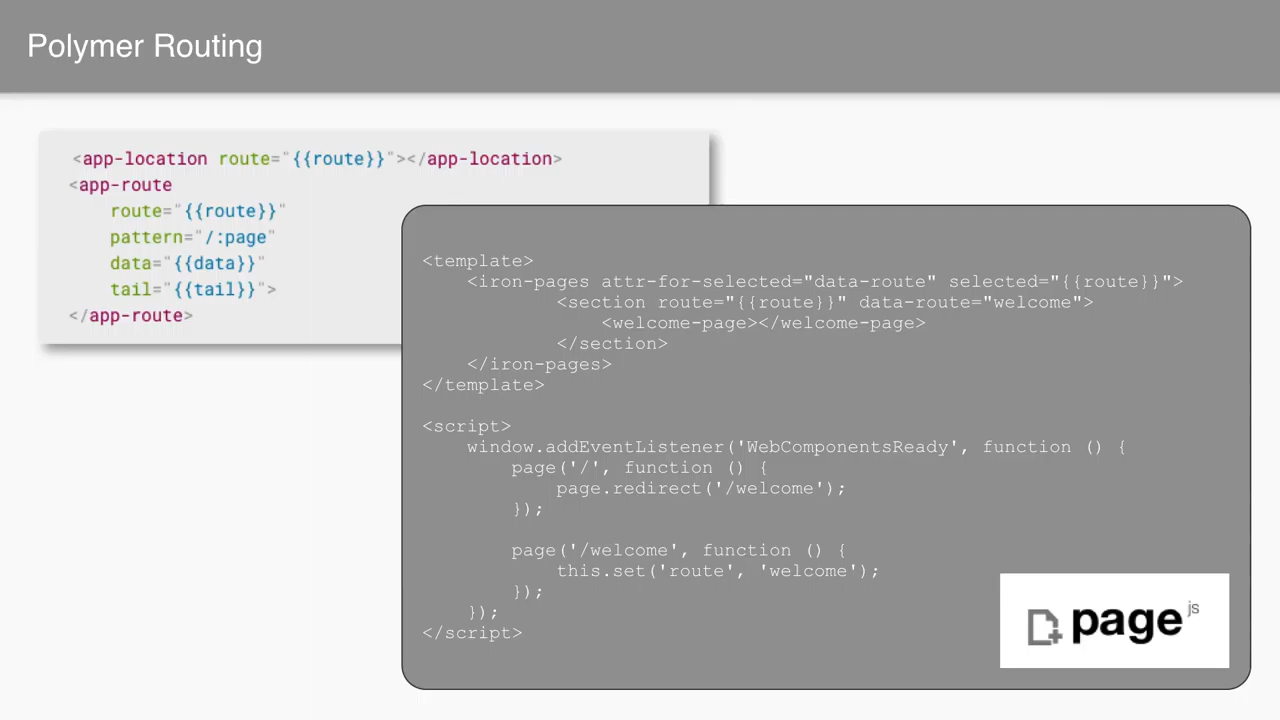 Polymer Routing
<app-location route="{{route}}"></app-location>
<app-route
route="{{route}}"
pattern="/:page"
data="{{data}}"
tail="{{tail}}">
</app-route>
<template>
<iron-pages attr-for-selected="data-route" selected="{{route}}">
<section route="{{route}}" data-route="welcome">
<welcome-page></welcome-page>
</section>
</iron-pages>
</template>
<script>
window.addEventListener('WebComponentsReady', function () {
page('/', function () {
page.redirect('/welcome');
});
page('/welcome', function () {
this.set('route', 'welcome');
});
});
</script>
page js